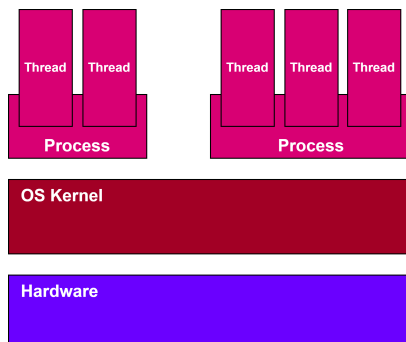 Thread Thread Thread Thread Thread
Process Process
OS Kernel
Hardware